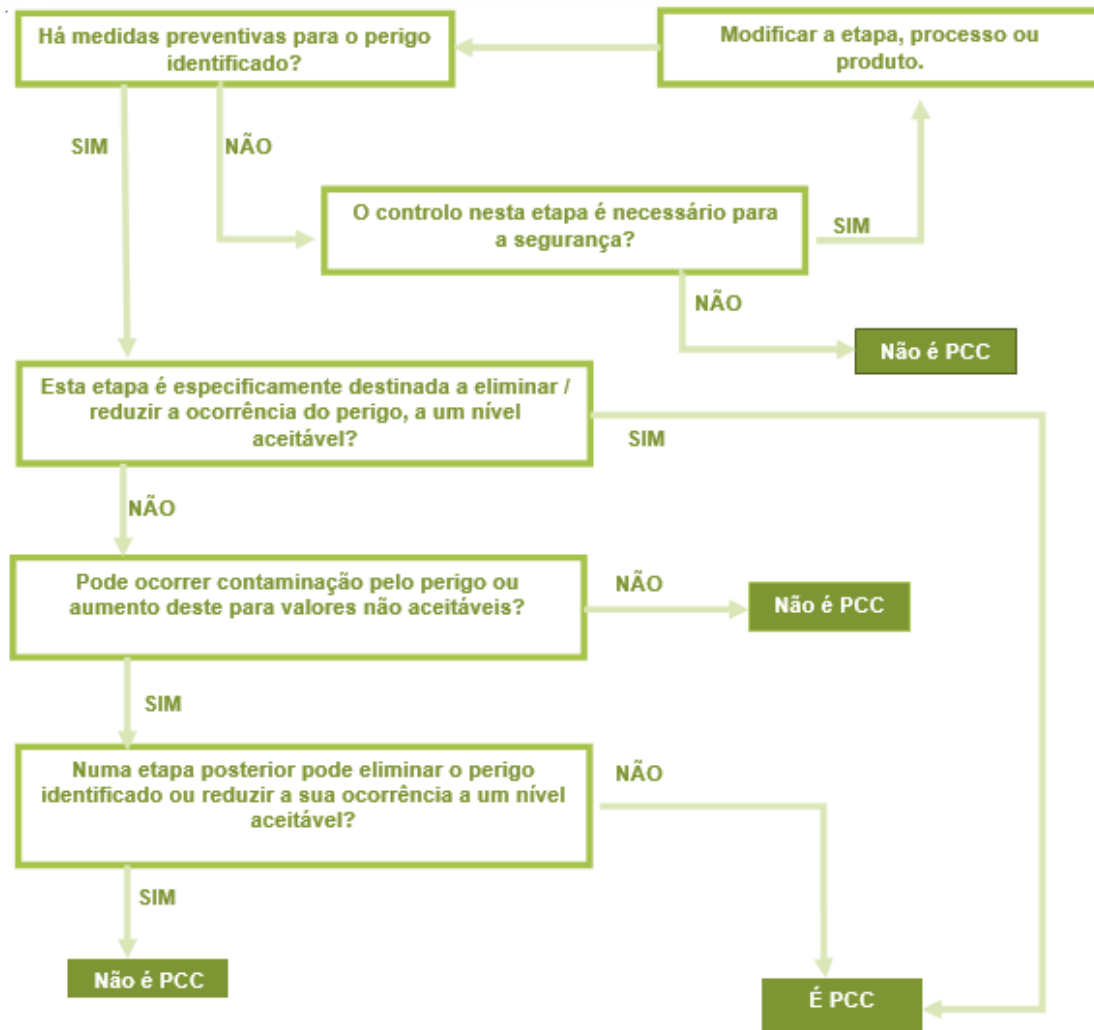 Há medidas preventivas para o perigo
identificado?
Modificar a etapa, processo ou
produto.
SIM
NÃO
O controlo nesta etapa é necessário para
a segurança?
SIM
NÃO
Não é PCC
Esta etapa é especificamente destinada a eliminar /
reduzir a ocorrência do perigo, a um nível
aceitável?
SIM
NÃO
Pode ocorrer contaminação pelo perigo ou
aumento deste para valores não aceitáveis?
NÃO
Não é PCC
SIM
Numa etapa posterior pode eliminar o perigo
identificado ou reduzir a sua ocorrência a um nível
aceitável?
NÃO
SIM
Não é PCC
É PCC